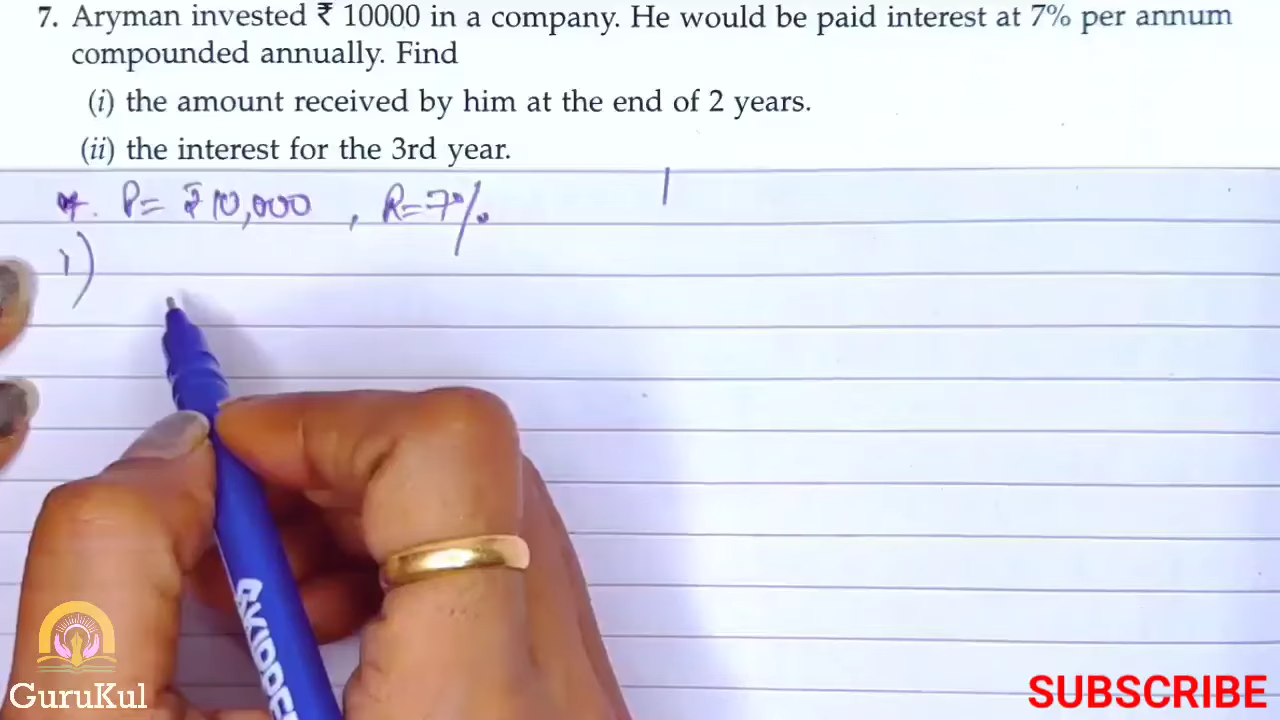 7. Aryman invested ₹ 10000 in a company. He would be paid interest at 7% per annum
compounded annually. Find
(i) the amount received by him at the end of 2 years.
(ii) the interest for the 3rd year.
7. P= ₹10,000 , R=7%
i)
GuruKul
SUBSCRIBE